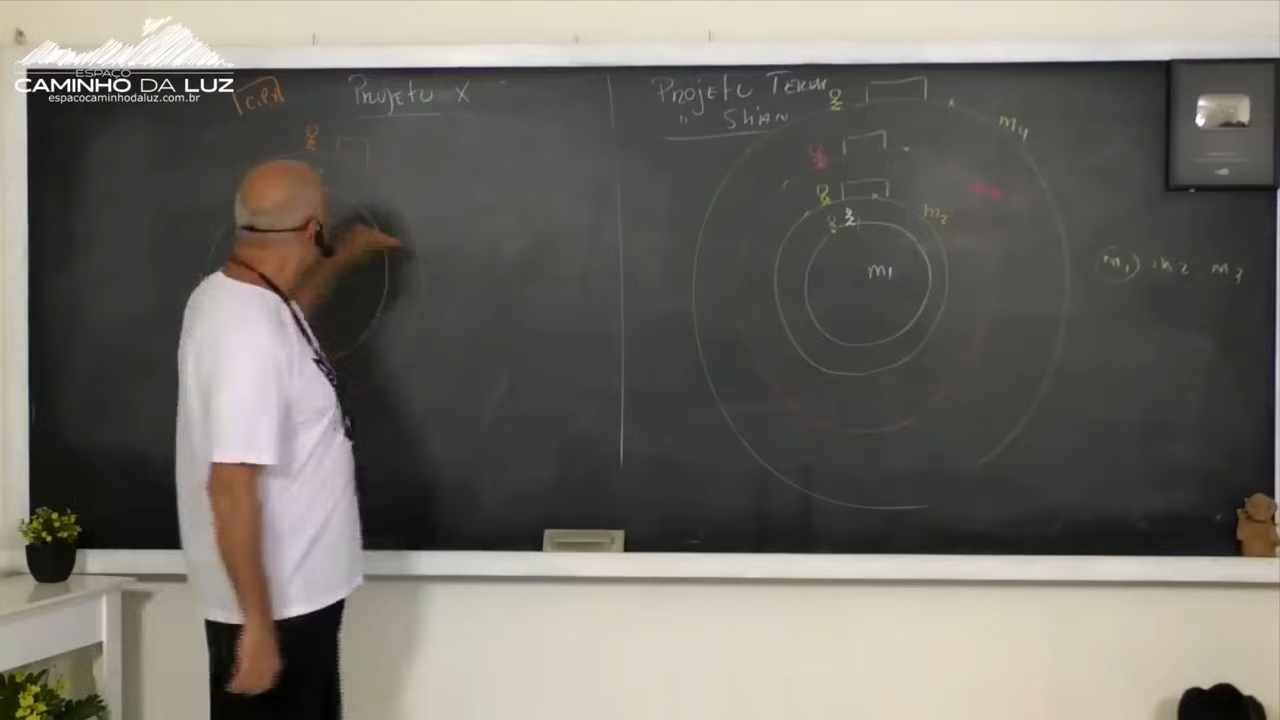 ESPAÇO
CAMINHO DA LUZ
espacocaminhodaluz.com.br
Projeto X
Projeto Terra
" Shan
m4
m2
m1
m1 m2 m3